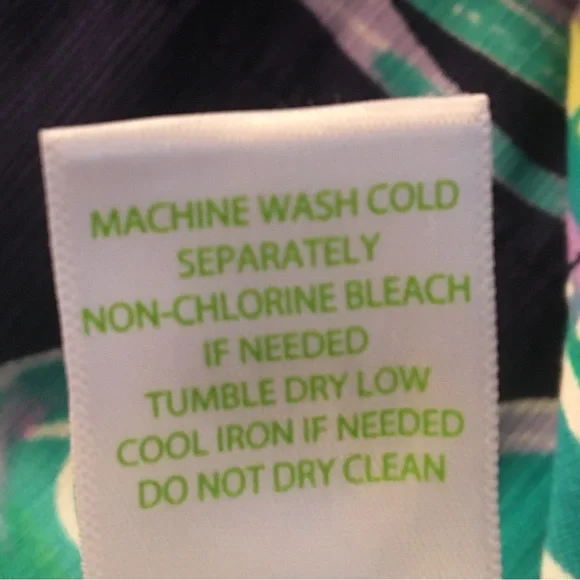 MACHINE WASH COLD
SEPARATELY
NON-CHLORINE BLEACH
IF NEEDED
TUMBLE DRY LOW
COOL IRON IF NEEDED
DO NOT DRY CLEAN